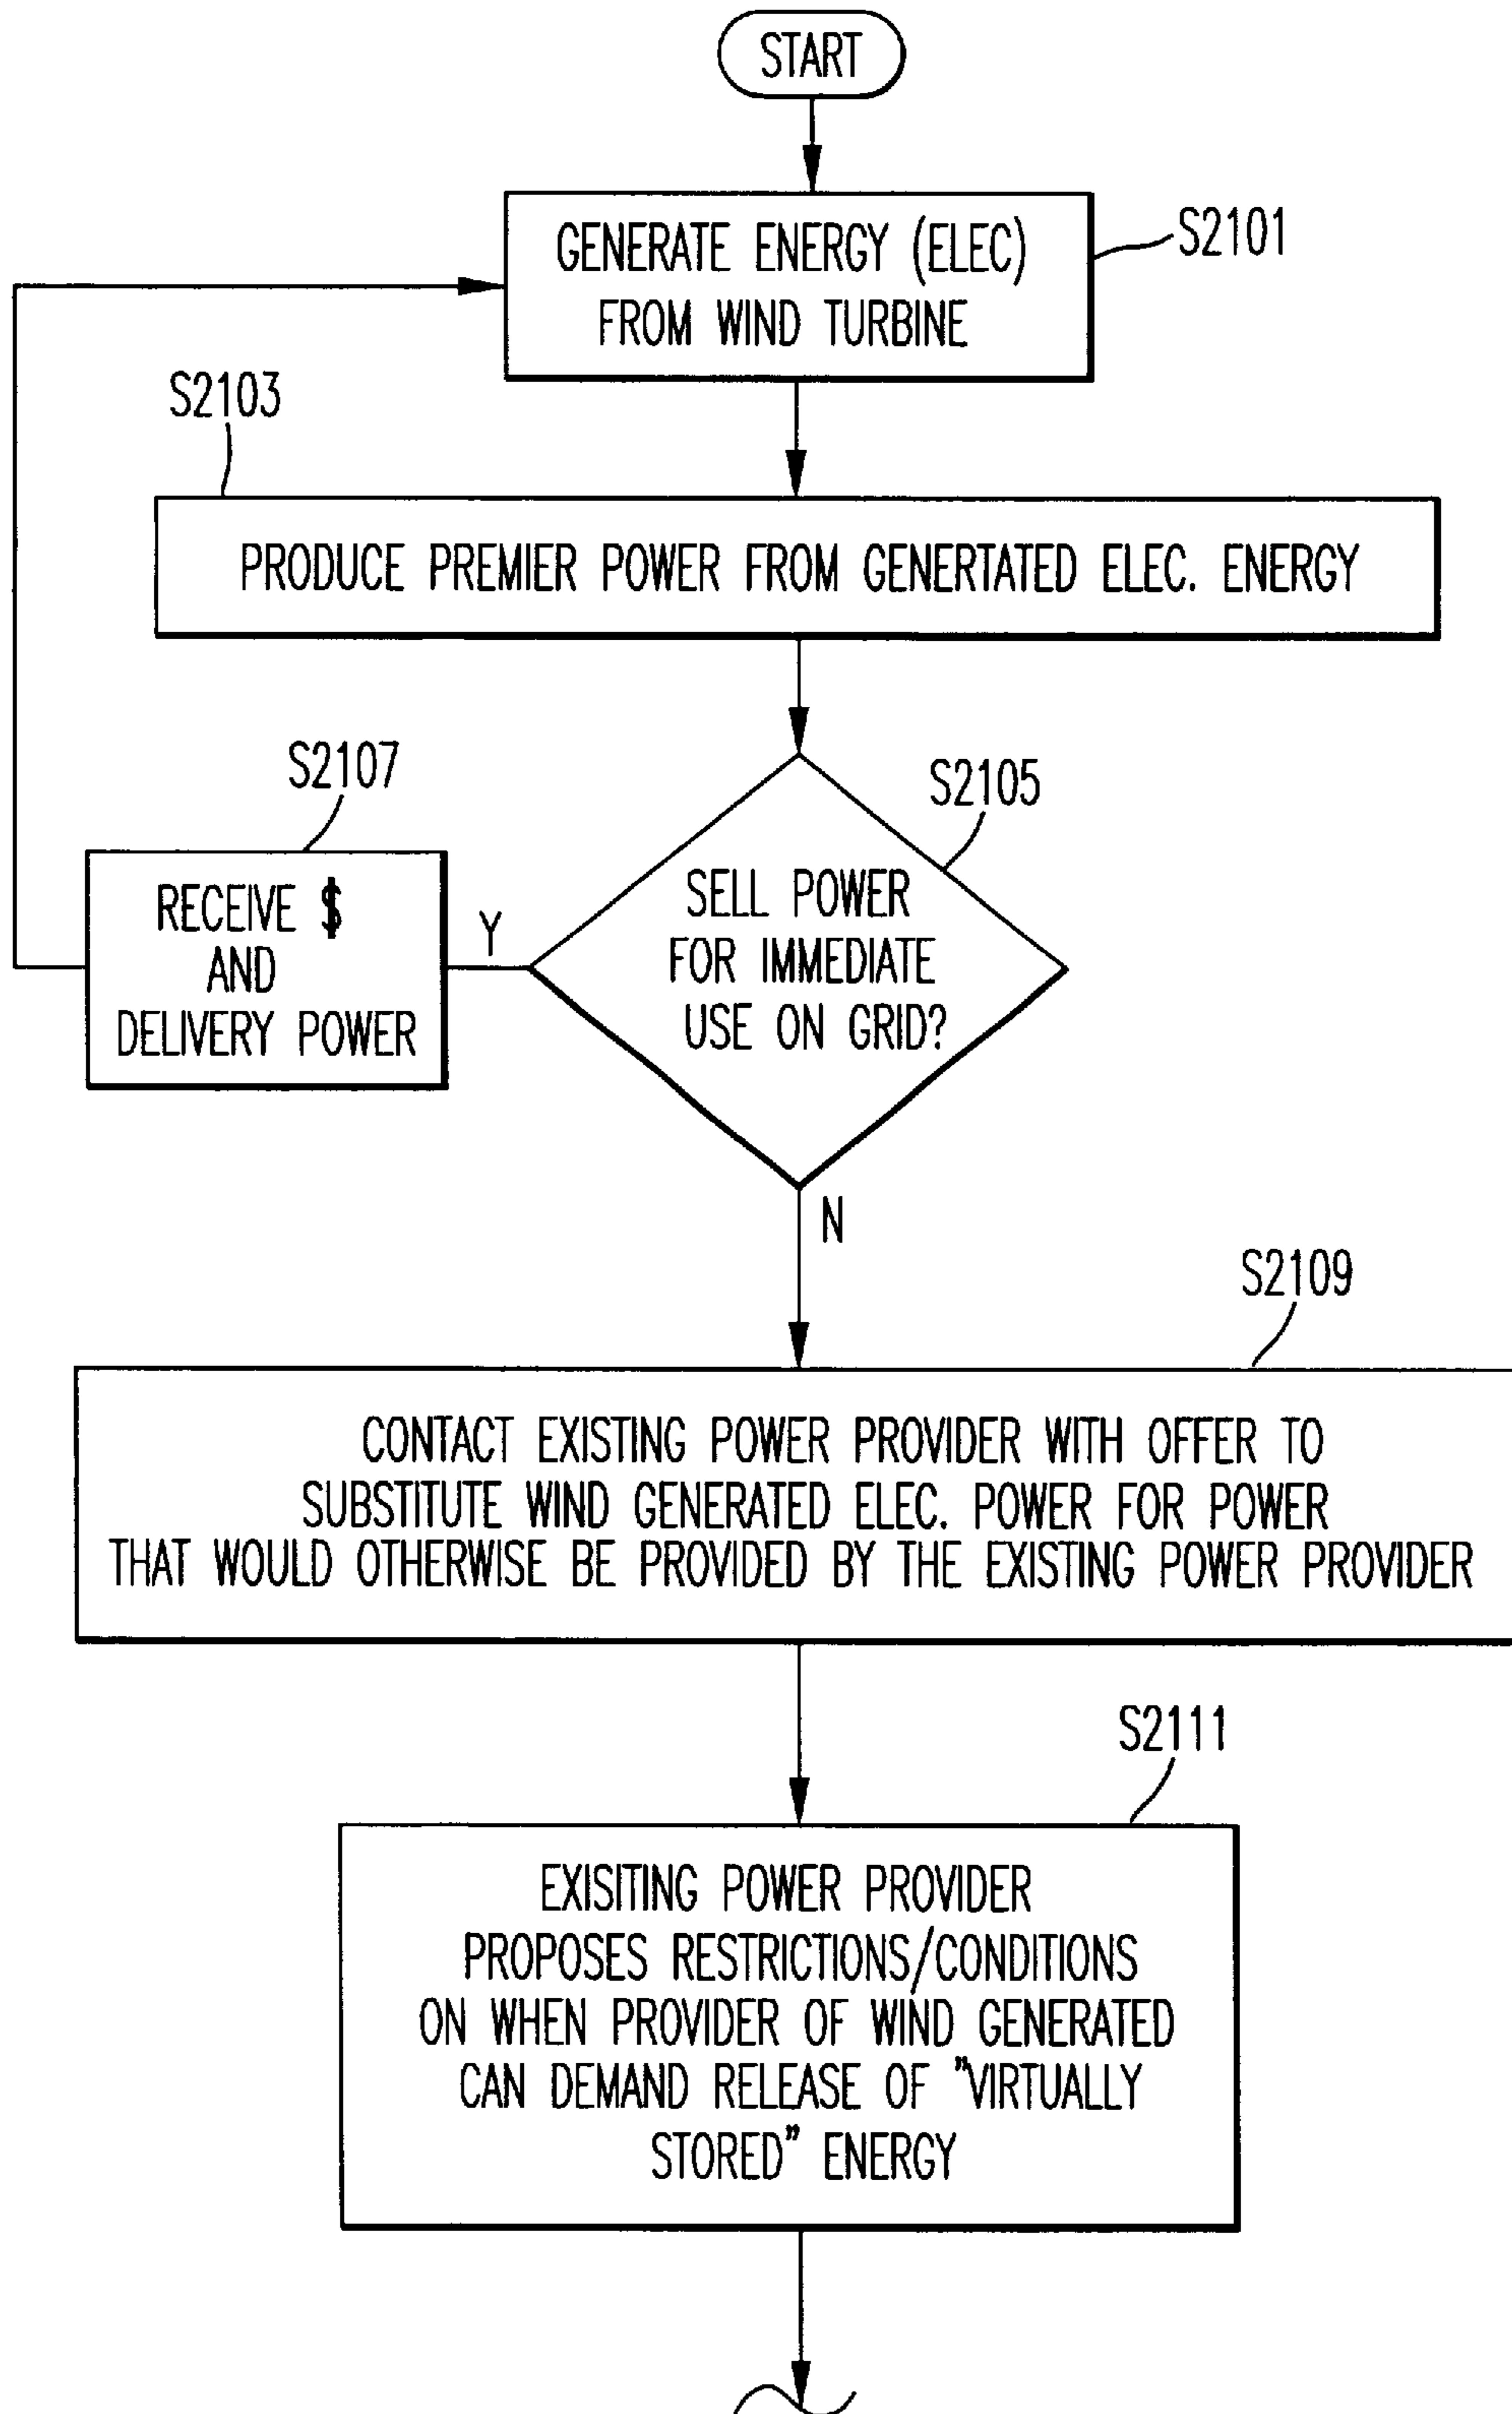 START
GENERATE ENERGY (ELEC)
FROM WIND TURBINE
S2101
S2103
PRODUCE PREMIER POWER FROM GENERTATED ELEC. ENERGY
S2107
S2105
RECEIVE $
AND
DELIVERY POWER
Y
SELL POWER
FOR IMMEDIATE
USE ON GRID?
N
S2109
CONTACT EXISTING POWER PROVIDER WITH OFFER TO
SUBSTITUTE WIND GENERATED ELEC. POWER FOR POWER
THAT WOULD OTHERWISE BE PROVIDED BY THE EXISTING POWER PROVIDER
S2111
EXISITING POWER PROVIDER
PROPOSES RESTRICTIONS/CONDITIONS
ON WHEN PROVIDER OF WIND GENERATED
CAN DEMAND RELEASE OF "VIRTUALLY
STORED" ENERGY